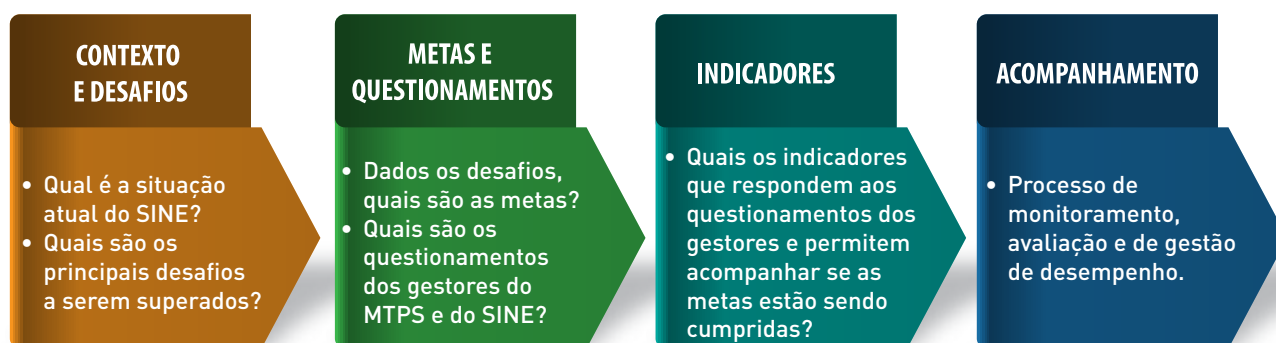 CONTEXTO
E DESAFIOS
• Qual é a situação
atual do SINE?
• Quais são os
principais desafios
a serem superados?
METAS E
QUESTIONAMENTOS
• Dados os desafios,
quais são as metas?
• Quais são os
questionamentos
dos gestores do
MTPS e do SINE?
INDICADORES
• Quais os indicadores
que respondem aos
questionamentos dos
gestores e permitem
acompanhar se as
metas estão sendo
cumpridas?
ACOMPANHAMENTO
• Processo de
monitoramento,
avaliação e de gestão
de desempenho.